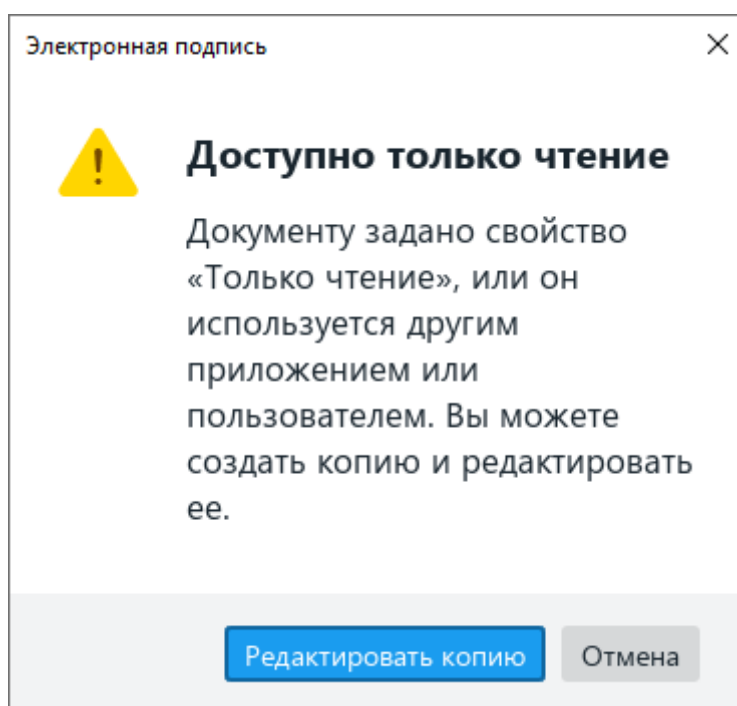 Электронная подпись
Доступно только чтение
Документу задано свойство
«Только чтение», или он
используется другим
приложением или
пользователем. Вы можете
создать копию и редактировать
ее.
Редактировать копию Отмена